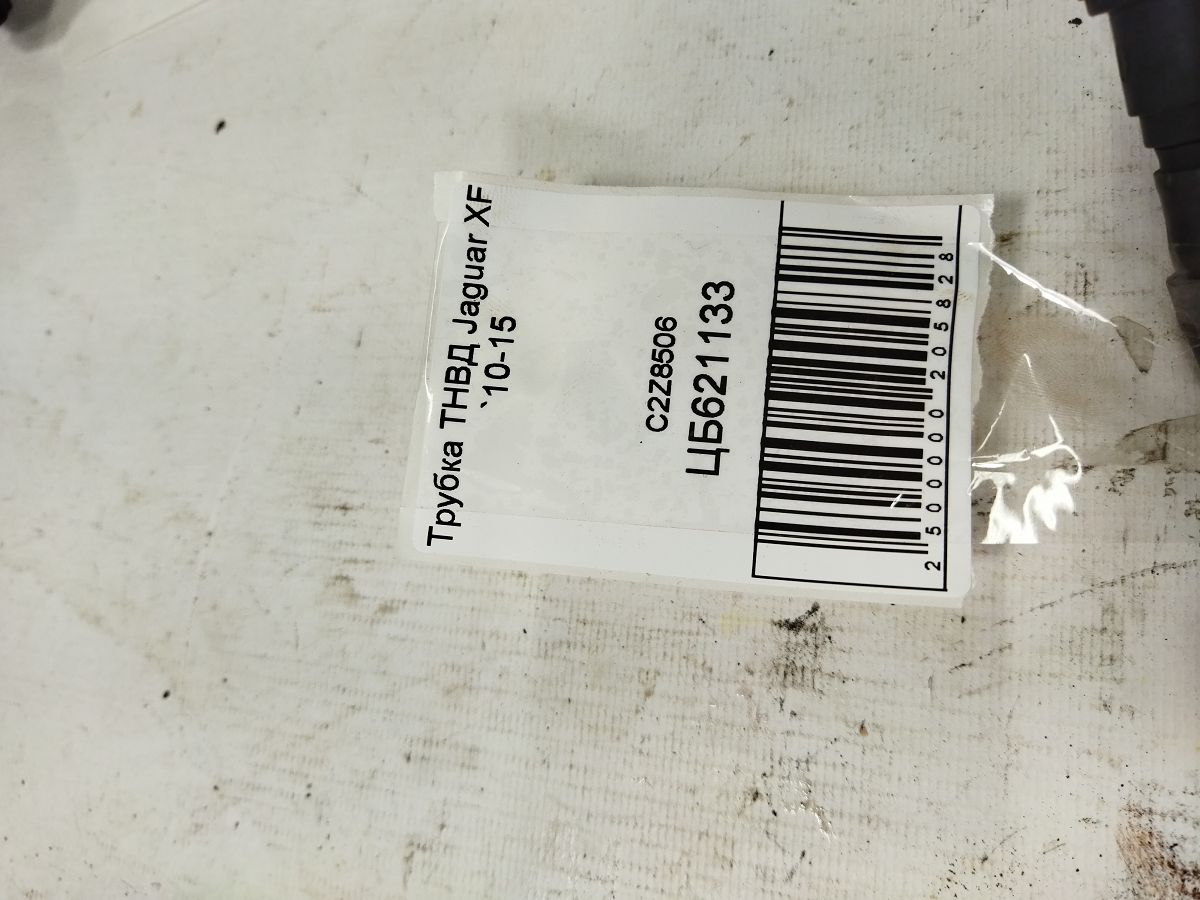 Трубка ТНВД Jaguar XF
`10-15
C2Z8506
ЦБ621133
2500000205828